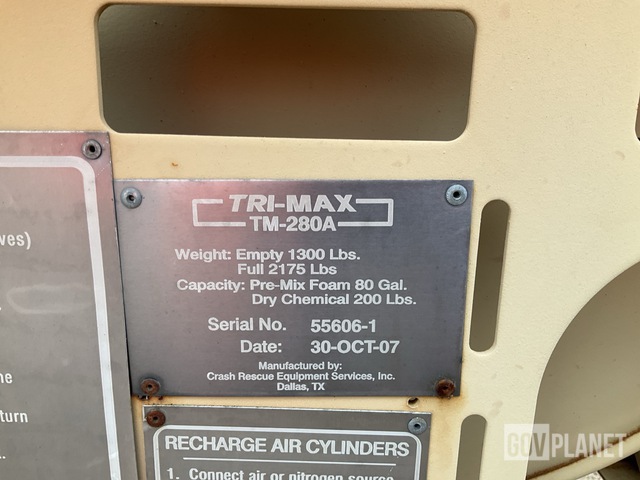 ves)
ne
turn
TRI-MAX
TM-280A
Weight: Empty 1300 Lbs.
Full 2175 Lbs
Capacity: Pre-Mix Foam 80 Gal.
Dry Chemical 200 Lbs.
Serial No. 55606-1
Date: 30-OCT-07
Manufactured by:
Crash Rescue Equipment Services, Inc.
Dallas, TX
RECHARGE AIR CYLINDERS
1. Connect air or nitrogen source
GOVPLANET